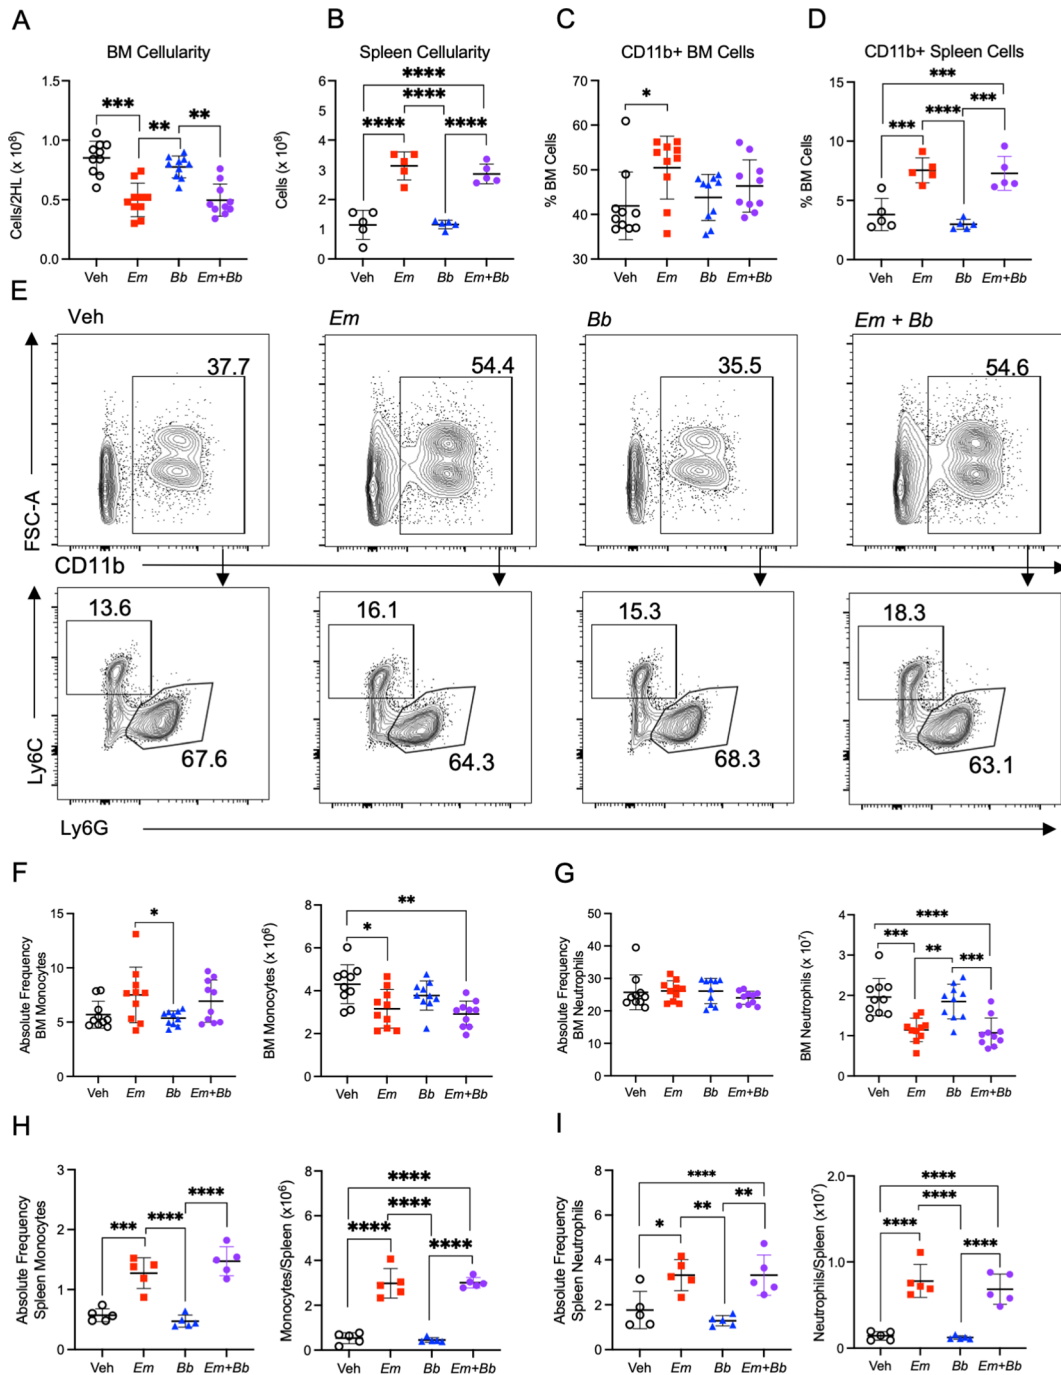 A
BM Cellularity
Cells/2HL (x 10⁸)
1.5
1.0
0.5
0.0
***
**
**
Veh Em Bb Em+Bb
B
Spleen Cellularity
Cells (x 10⁸)
6
5
4
3
2
1
0
****
****
**** ****
Veh Em Bb Em+Bb
C
CD11b+ BM Cells
% BM Cells
70
60
50
40
30
*
Veh Em Bb Em+Bb
D
CD11b+ Spleen Cells
% BM Cells
15
10
5
0
***
***
**** 
***
Veh Em Bb Em+Bb
E
Veh Em Bb Em + Bb
FSC-A
37.7 54.4 35.5 54.6
CD11b
Ly6C
13.6 16.1 15.3 18.3
67.6 64.3 68.3 63.1
Ly6G
F
Absolute Frequency
BM Monocytes
15
10
5
0
*
Veh Em Bb Em+Bb
BM Monocytes (x 10⁶)
8
6
4
2
0
**
*
Veh Em Bb Em+Bb
G
Absolute Frequency
BM Neutrophils
50
40
30
20
10
0
Veh Em Bb Em+Bb
BM Neutrophils (x 10⁷)
4
3
2
1
0
****
***
**
***
Veh Em Bb Em+Bb
H
Absolute Frequency
Spleen Monocytes
3
2
1
0
****
*** ****
Veh Em Bb Em+Bb
Monocytes/Spleen (x10⁶)
8
6
4
2
0
****
****
****
****
Veh Em Bb Em+Bb
I
Absolute Frequency
Spleen Neutrophils
8
6
4
2
0
****
**
**
*
Veh Em Bb Em+Bb
Neutrophils/Spleen (x10⁷)
2.0
1.0
0
****
****
****
****
Veh Em Bb Em+Bb